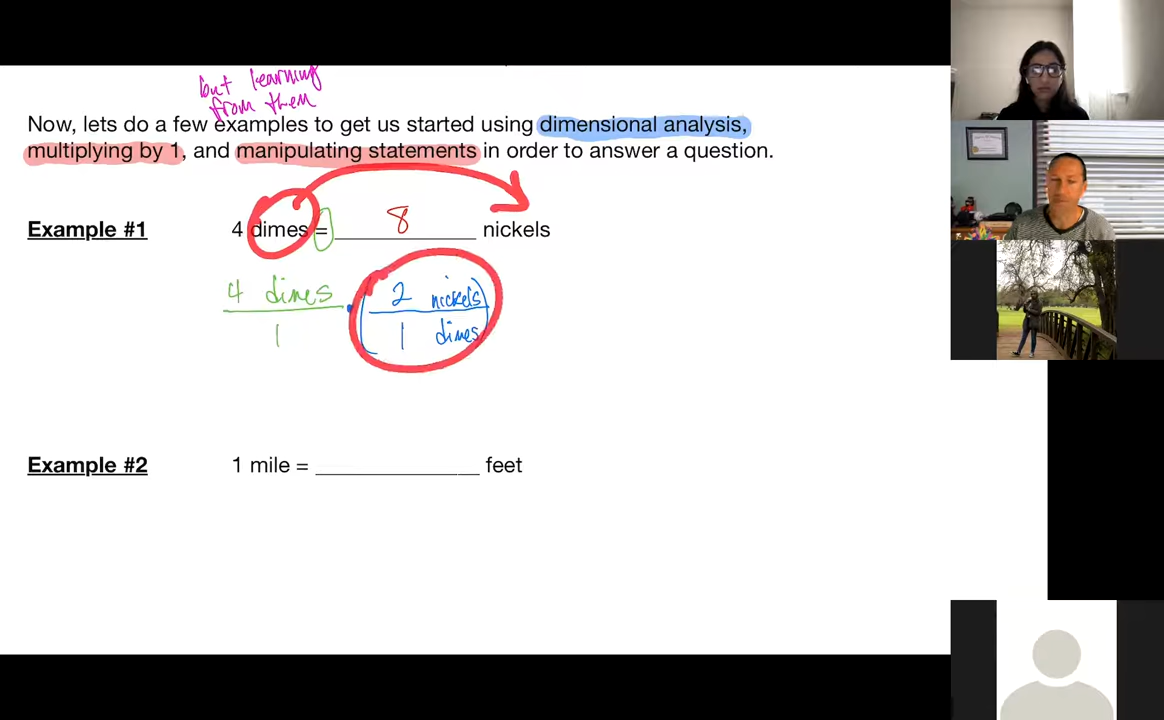 but learning
from them
Now, lets do a few examples to get us started using dimensional analysis,
multiplying by 1, and manipulating statements in order to answer a question.
Example #1 4 dimes = 8 nickels
4 dimes · (2 nickels)
1 1 dimes
Example #2 1 mile = ______________ feet